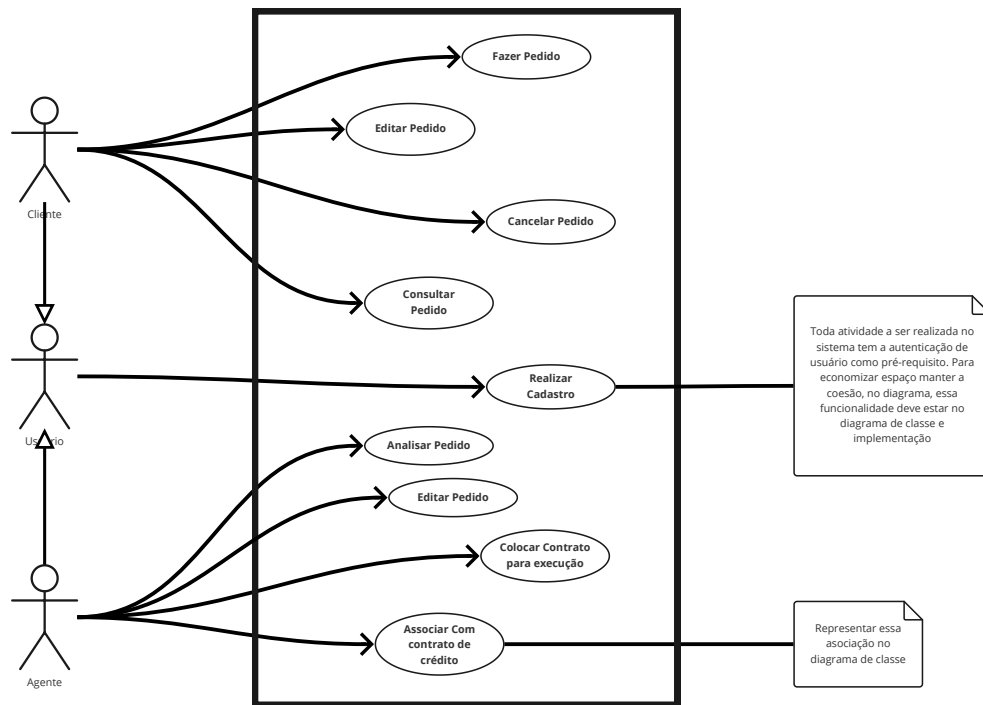 Fazer Pedido
Editar Pedido
Cliente
Cancelar Pedido
Consultar
Pedido
Toda atividade a ser realizada no
sistema tem a autenticação de
usuário como pré-requisito. Para
economizar espaço manter a
coesão, no diagrama, essa
funcionalidade deve estar no
diagrama de classe e
implementação
Realizar
Cadastro
Usuário
Analisar Pedido
Editar Pedido
Colocar Contrato
para execução
Associar Com
contrato de
crédito
Representar essa
asociação no
diagrama de classe
Agente